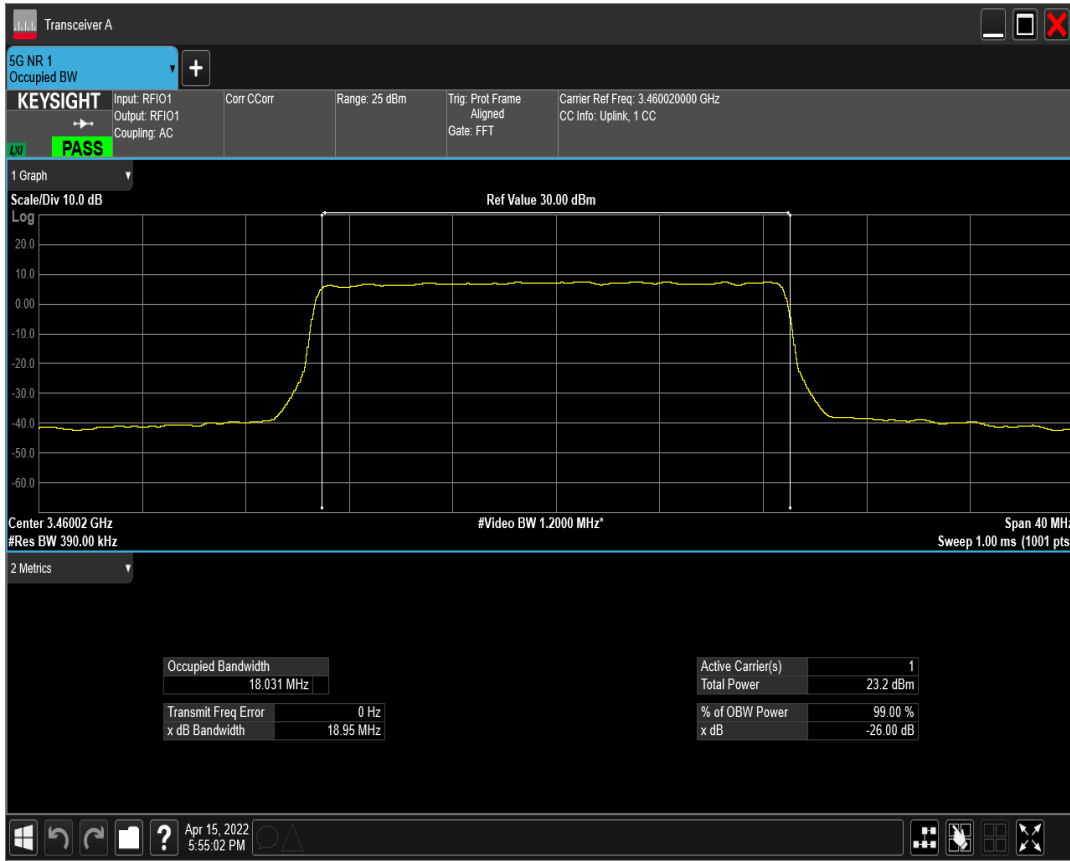 Transceiver A
5G NR 1
Occupied BW
+
KEYSIGHT
LXI
PASS
Input: RFIO1
Output: RFIO1
Coupling: AC
Corr CCorr
Range: 25 dBm
Trig: Prot Frame
Aligned
Gate: FFT
Carrier Ref Freq: 3.460020000 GHz
CC Info: Uplink, 1 CC
1 Graph
Scale/Div 10.0 dB
Ref Value 30.00 dBm
Log
20.0
10.0
0.00
-10.0
-20.0
-30.0
-40.0
-50.0
-60.0
Center 3.46002 GHz
#Video BW 1.2000 MHz*
Span 40 MHz
#Res BW 390.00 kHz
Sweep 1.00 ms (1001 pts
2 Metrics
Occupied Bandwidth
18.031 MHz
Transmit Freq Error 0 Hz
x dB Bandwidth 18.95 MHz
Active Carrier(s) 1
Total Power 23.2 dBm
% of OBW Power 99.00 %
x dB -26.00 dB
?
Apr 15, 2022
5:55:02 PM